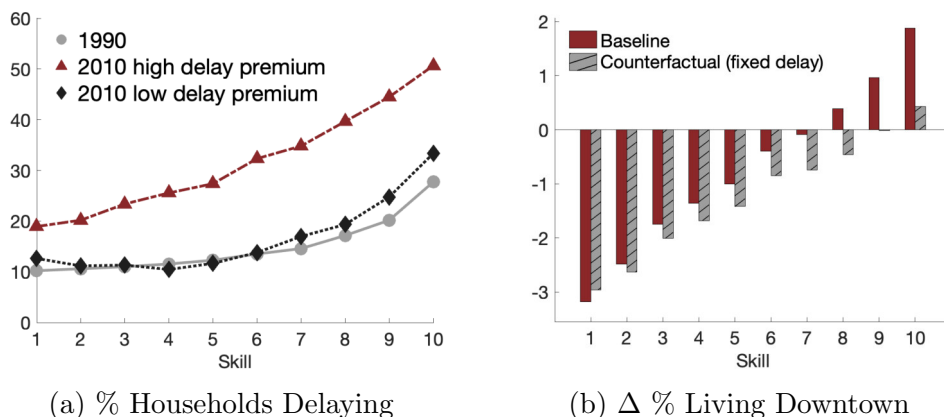 60
50
40
30
20
10
0
1990
2010 high delay premium
2010 low delay premium
1 2 3 4 5 6 7 8 9 10
Skill
(a) % Households Delaying
2
1
0
-1
-2
-3
Baseline
Counterfactual (fixed delay)
1 2 3 4 5 6 7 8 9 10
Skill
(b) Δ % Living Downtown